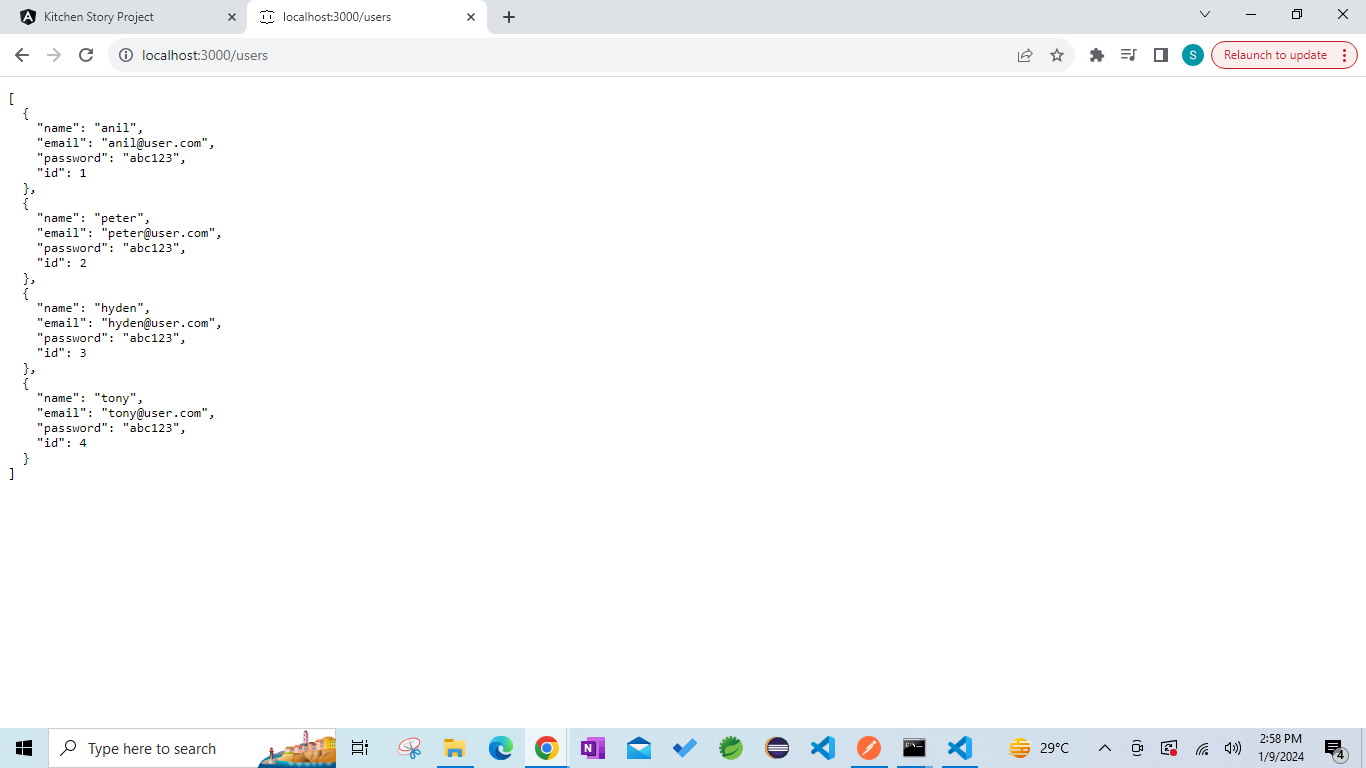 Kitchen Story Project
localhost:3000/users
localhost:3000/users
S
Relaunch to update
[
  {
    "name": "anil",
    "email": "anil@user.com",
    "password": "abc123",
    "id": 1
  },
  {
    "name": "peter",
    "email": "peter@user.com",
    "password": "abc123",
    "id": 2
  },
  {
    "name": "hyden",
    "email": "hyden@user.com",
    "password": "abc123",
    "id": 3
  },
  {
    "name": "tony",
    "email": "tony@user.com",
    "password": "abc123",
    "id": 4
  }
]
Type here to search
29°C
2:58 PM
1/9/2024
4